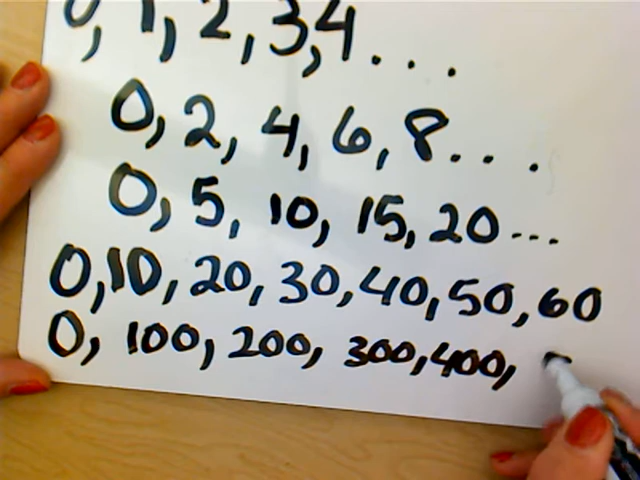 0, 1, 2, 3, 4...
0, 2, 4, 6, 8...
0, 5, 10, 15, 20...
0, 10, 20, 30, 40, 50, 60
0, 100, 200, 300, 400,